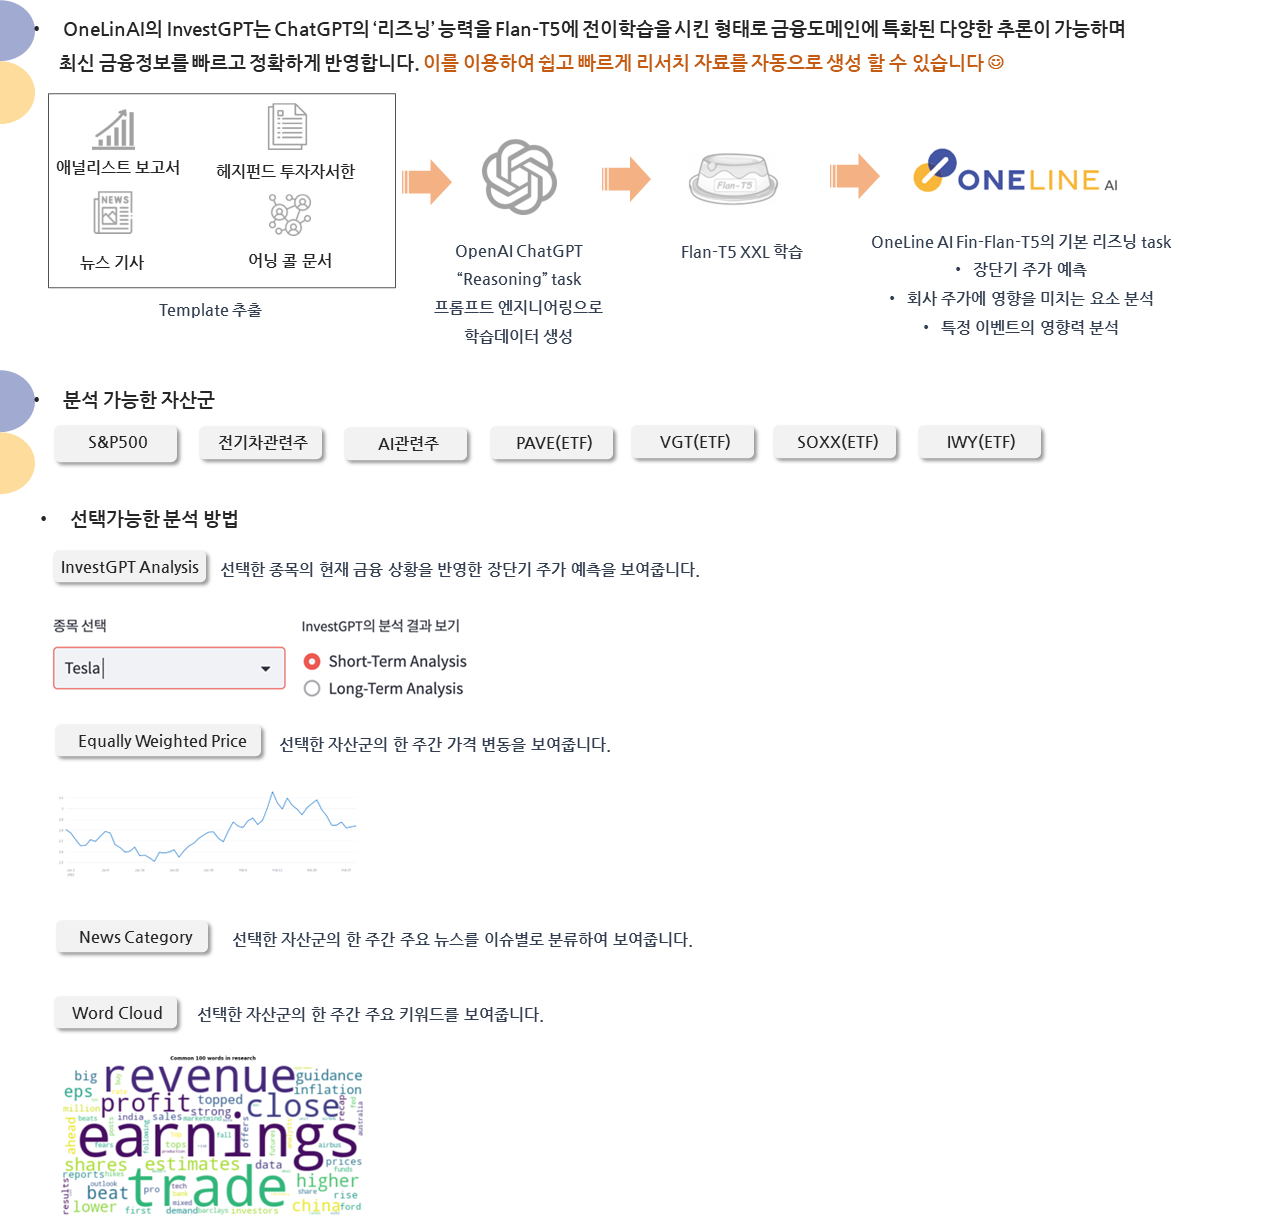 • OneLinAI의 InvestGPT는 ChatGPT의 ‘리즈닝’ 능력을 Flan-T5에 전이학습을 시킨 형태로 금융도메인에 특화된 다양한 추론이 가능하며
최신 금융정보를 빠르고 정확하게 반영합니다. 이를 이용하여 쉽고 빠르게 리서치 자료를 자동으로 생성 할 수 있습니다 ☺
애널리스트 보고서
헤지펀드 투자자서한
NEWS
뉴스 기사
어닝 콜 문서
Template 추출
OpenAI ChatGPT
“Reasoning” task
프롬프트 엔지니어링으로
학습데이터 생성
Flan-T5
Flan-T5 XXL 학습
ONELINE AI
OneLine AI Fin-Flan-T5의 기본 리즈닝 task
• 장단기 주가 예측
• 회사 주가에 영향을 미치는 요소 분석
• 특정 이벤트의 영향력 분석
• 분석 가능한 자산군
S&P500
전기차관련주
AI관련주
PAVE(ETF)
VGT(ETF)
SOXX(ETF)
IWY(ETF)
• 선택가능한 분석 방법
InvestGPT Analysis
선택한 종목의 현재 금융 상황을 반영한 장단기 주가 예측을 보여줍니다.
종목 선택
Tesla
InvestGPT의 분석 결과 보기
Short-Term Analysis
Long-Term Analysis
Equally Weighted Price
선택한 자산군의 한 주간 가격 변동을 보여줍니다.
News Category
선택한 자산군의 한 주간 주요 뉴스를 이슈별로 분류하여 보여줍니다.
Word Cloud
선택한 자산군의 한 주간 주요 키워드를 보여줍니다.
Common 100 words in research
big
revenue
guidance
eps
buy
inflation
profit
topped
close
recap
fed
million
strong
beats
india
sales
marketmind
australia
ahead
earnings
following
offers
fears
tops
fall
airbus
futures
production
shares
estimates
data
prices
funds
reports
hikes
trade
higher
outlook
results
beat
pro
tech
bank
share
rise
lower
mixed
china
ford
first
demand
barclays
investors